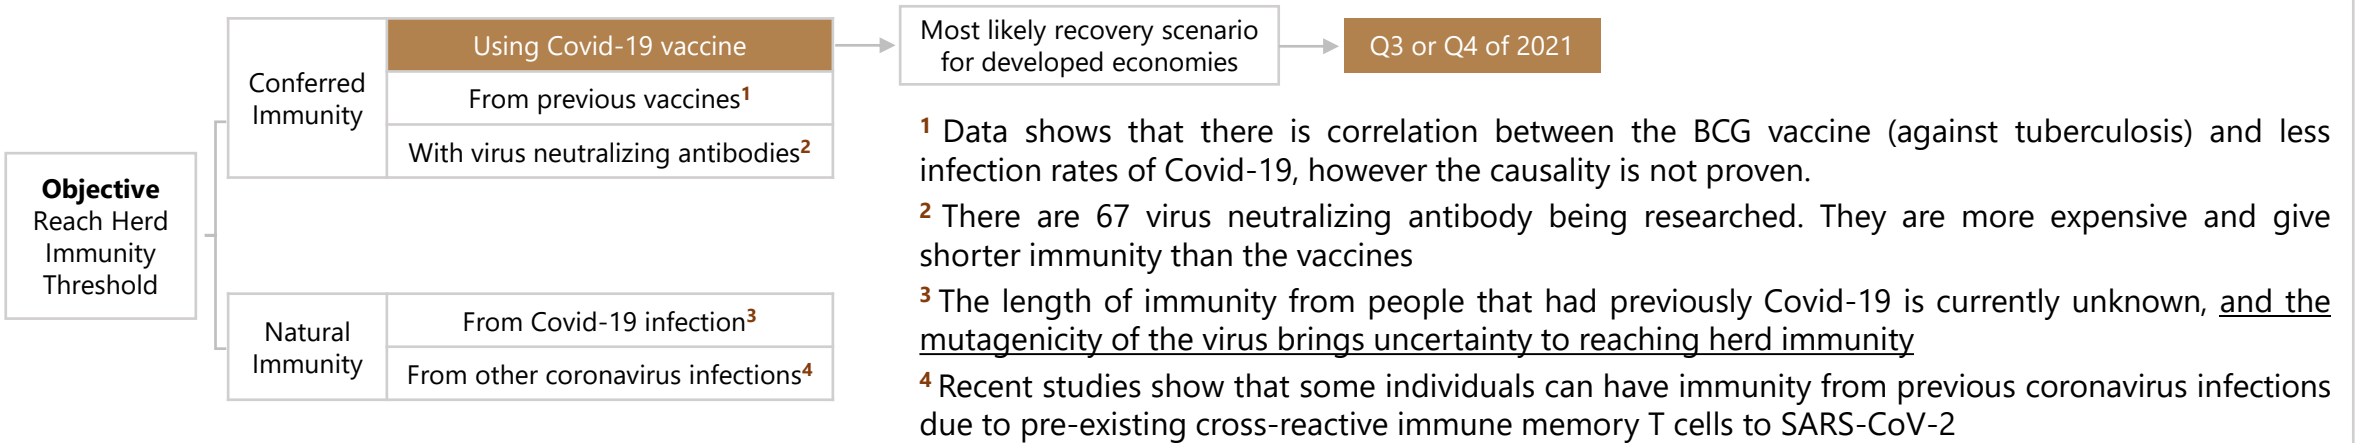 Objective
Reach Herd
Immunity
Threshold
Conferred
Immunity
Using Covid-19 vaccine
From previous vaccines1
With virus neutralizing antibodies2
Natural
Immunity
From Covid-19 infection3
From other coronavirus infections4
Most likely recovery scenario
for developed economies
Q3 or Q4 of 2021
1 Data shows that there is correlation between the BCG vaccine (against tuberculosis) and less
infection rates of Covid-19, however the causality is not proven.
2 There are 67 virus neutralizing antibody being researched. They are more expensive and give
shorter immunity than the vaccines
3 The length of immunity from people that had previously Covid-19 is currently unknown, and the
mutagenicity of the virus brings uncertainty to reaching herd immunity
4 Recent studies show that some individuals can have immunity from previous coronavirus infections
due to pre-existing cross-reactive immune memory T cells to SARS-CoV-2